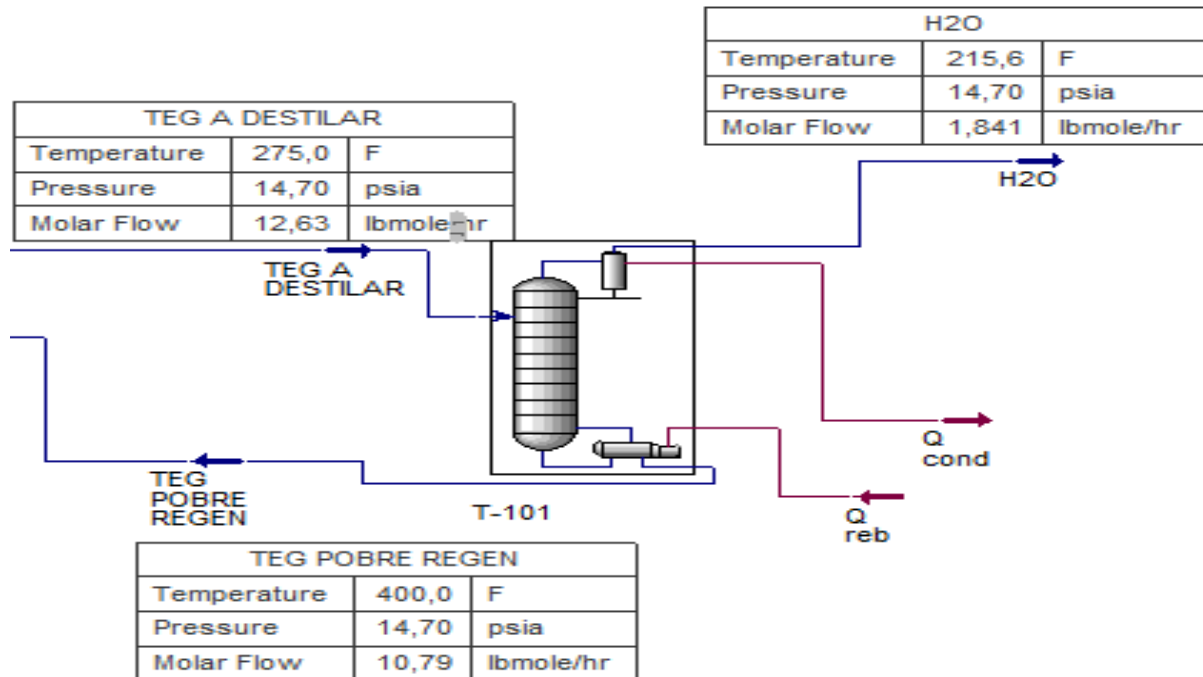 H2O
Temperature 215,6 F
Pressure 14,70 psia
Molar Flow 1,841 lbmole/hr
TEG A DESTILAR
Temperature 275,0 F
Pressure 14,70 psia
Molar Flow 12,63 lbmole/hr
H2O
TEG A
DESTILAR
Q
cond
TEG
POBRE
REGEN
T-101
Q
reb
TEG POBRE REGEN
Temperature 400,0 F
Pressure 14,70 psia
Molar Flow 10,79 lbmole/hr